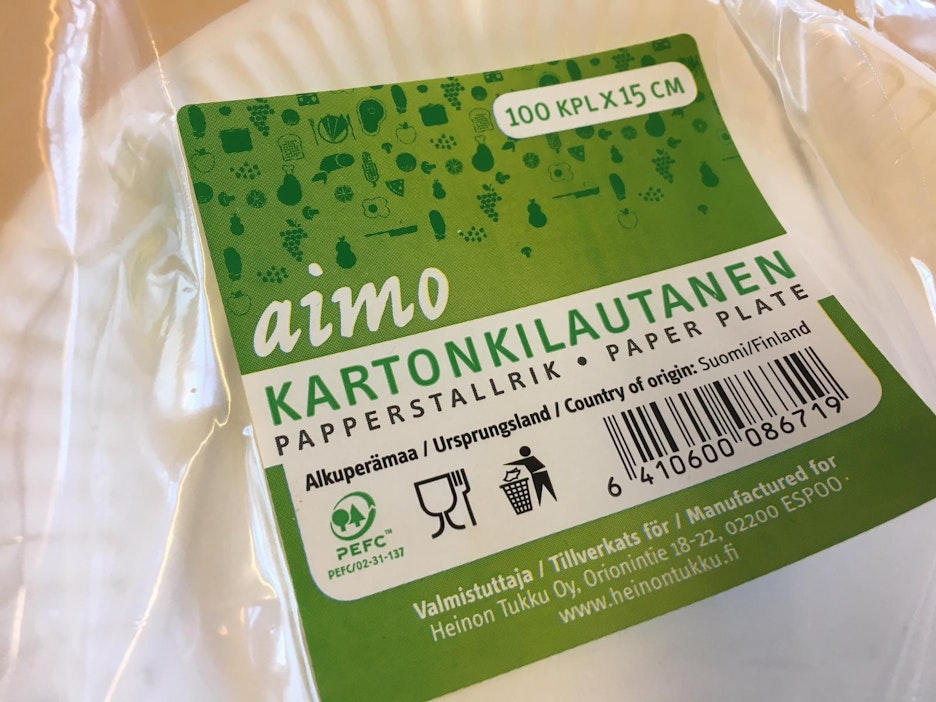 100 KPL X 15 CM
aimo
KARTONKILAUTANEN
PAPPERSTALLRIK • PAPER PLATE
Alkuperämaa / Ursprungsland / Country of origin: Suomi/Finland
6 410600 086719
PEFC™
PEFC/02-31-137
Valmistuttaja / Tillverkats för / Manufactured for
Heinon Tukku Oy, Orionintie 18-22, 02200 ESPOO.
www.heinontukku.fi